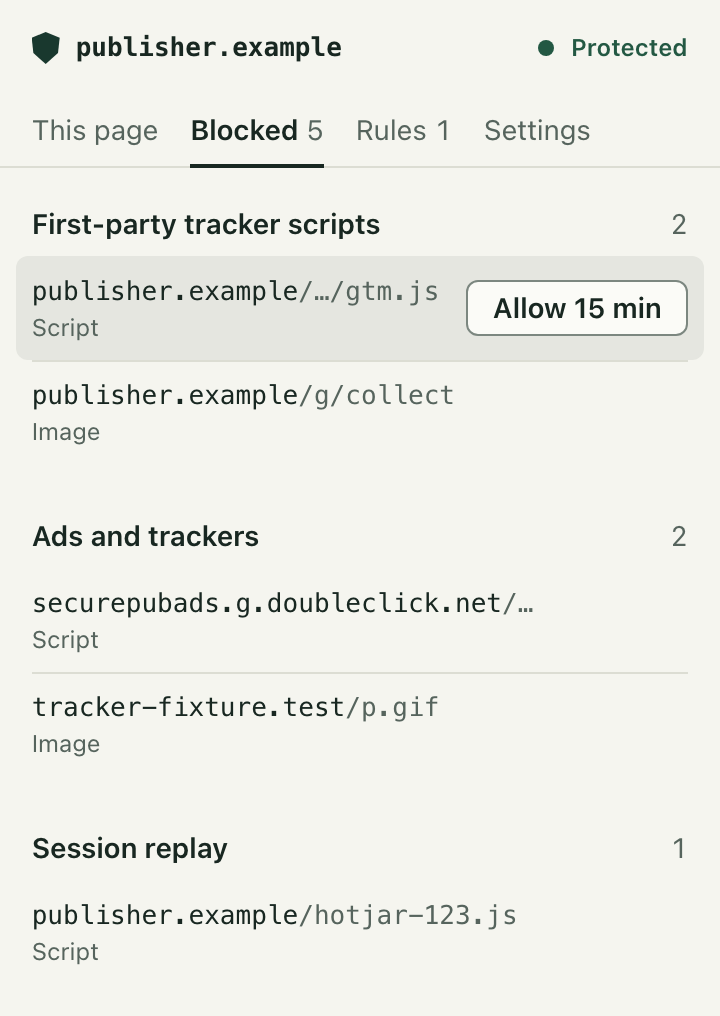 publisher.example
Protected
This page Blocked 5 Rules 1 Settings
First-party tracker scripts 2
publisher.example/…/gtm.js
Script
Allow 15 min
publisher.example/g/collect
Image
Ads and trackers 2
securepubads.g.doubleclick.net/…
Script
tracker-fixture.test/p.gif
Image
Session replay 1
publisher.example/hotjar-123.js
Script